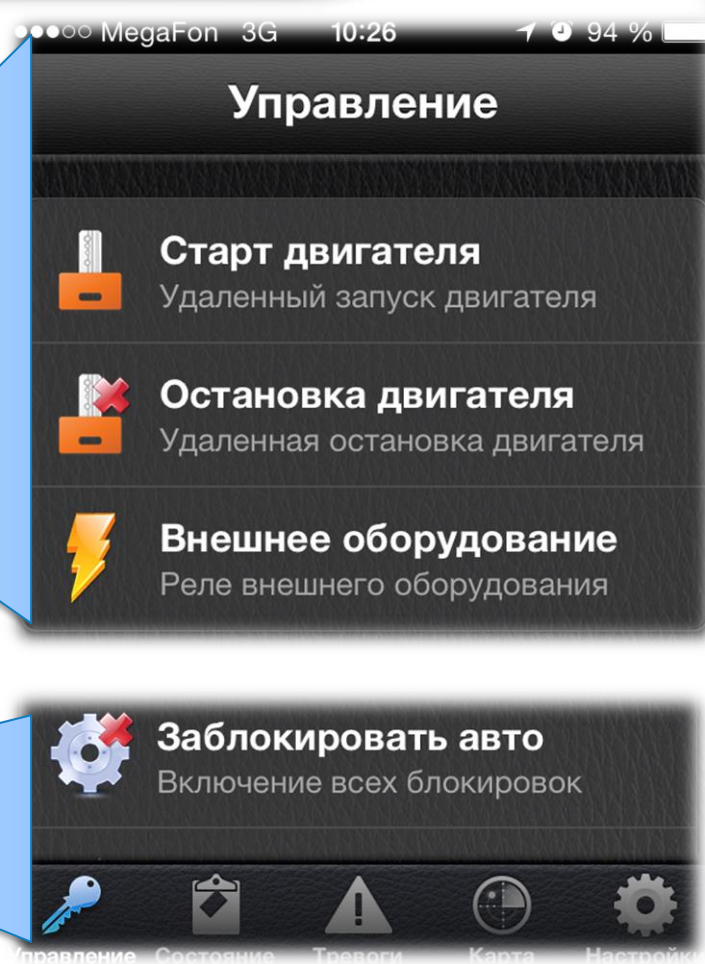 MegaFon 3G 10:26 94 %
Управление
Старт двигателя
Удаленный запуск двигателя
Остановка двигателя
Удаленная остановка двигателя
Внешнее оборудование
Реле внешнего оборудования
Заблокировать авто
Включение всех блокировок
Управление Состояние Тревоги Карта Настройки